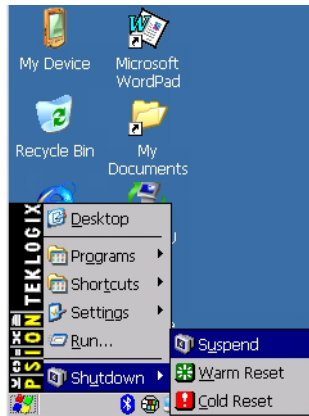 My Device
Microsoft
WordPad
Recycle Bin
My
Documents
PSION TEKLOGIX
Desktop
Programs
Shortcuts
Settings
Run...
Shutdown
Suspend
Warm Reset
Cold Reset